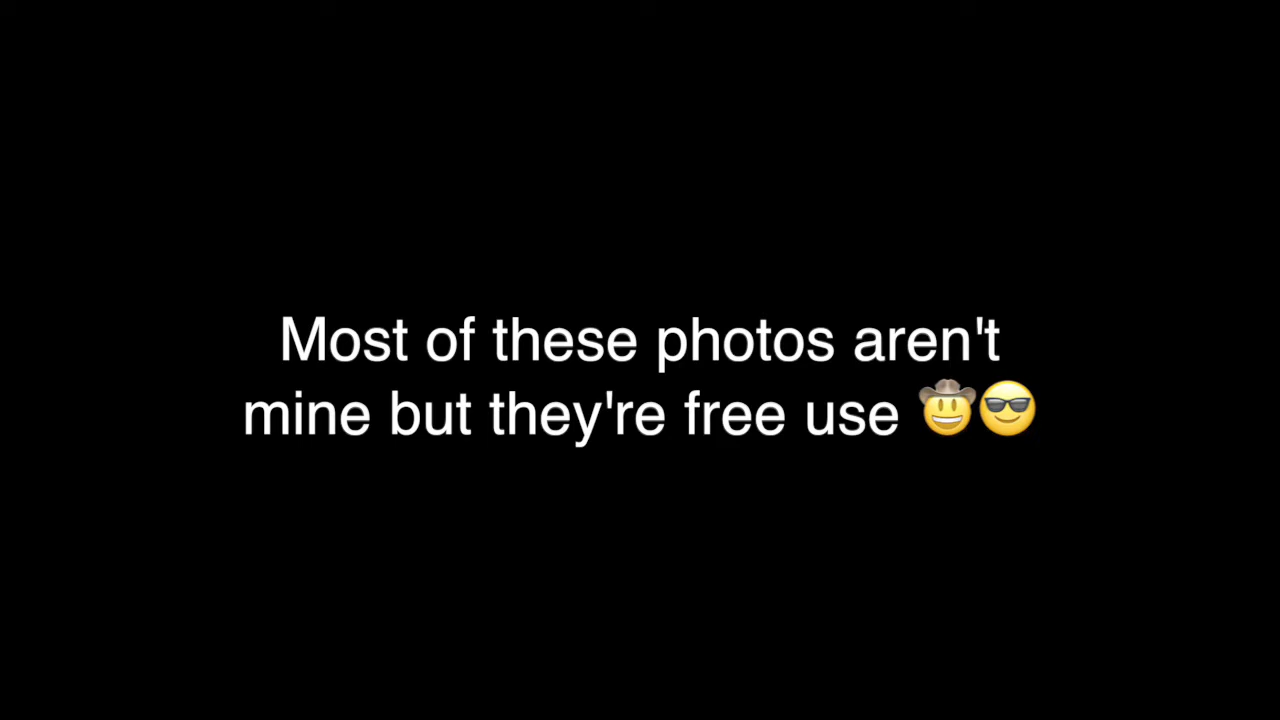 Most of these photos aren't
mine but they're free use 🤠😎